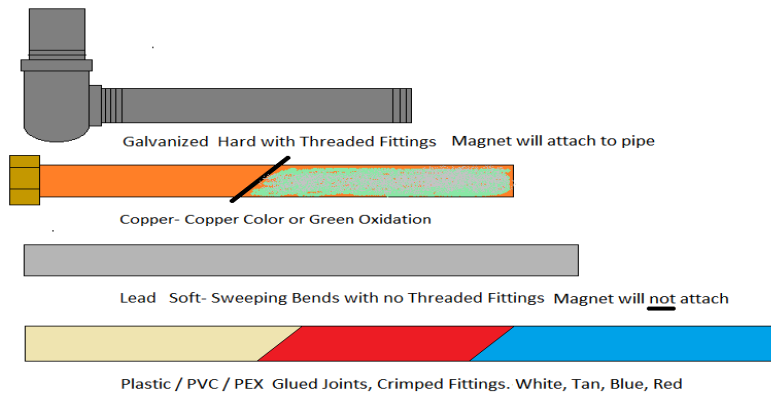 Galvanized Hard with Threaded Fittings Magnet will attach to pipe
Copper- Copper Color or Green Oxidation
Lead Soft- Sweeping Bends with no Threaded Fittings Magnet will not attach
Plastic / PVC / PEX Glued Joints, Crimped Fittings. White, Tan, Blue, Red